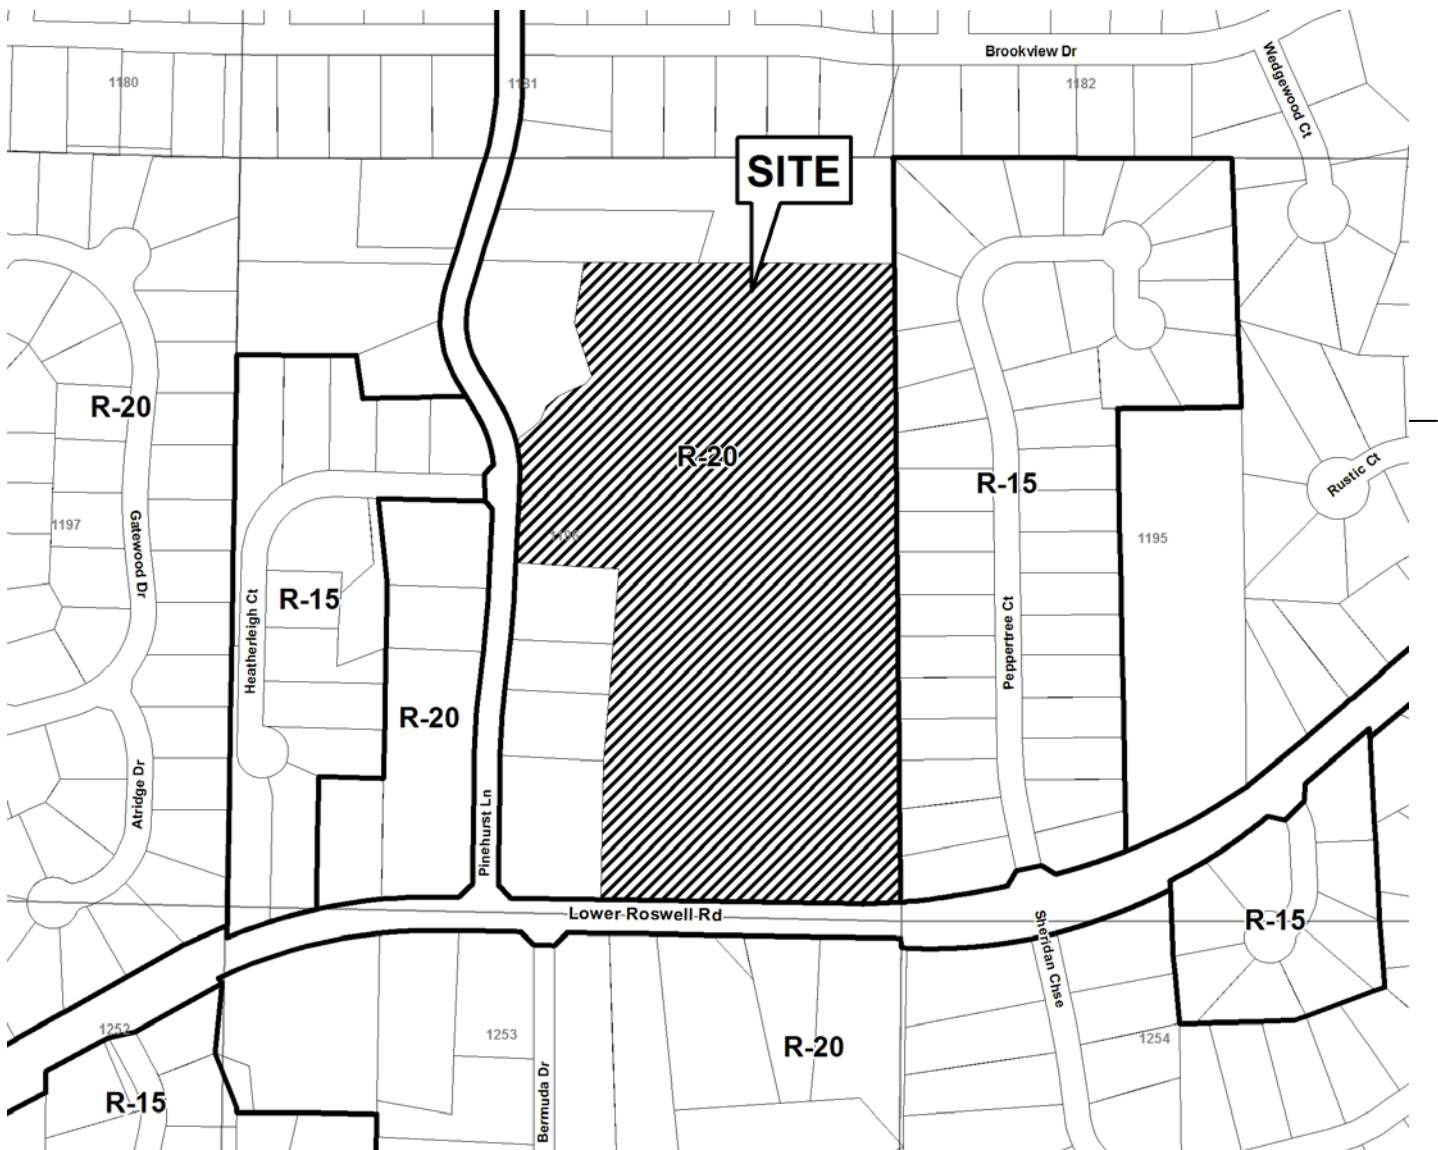 Brookview Dr
Wedgewood Ct
1180
1181
1182
SITE
R-20
R-20
R-15
Rustic Ct
1197
Gatewood Dr
1196
1195
Heatherleigh Ct
R-15
Peppertree Ct
R-20
Atridge Dr
Pinehurst Ln
Lower Roswell Rd
Sheridan Chse
R-15
1252
1253
R-20
1254
R-15
Bermuda Dr